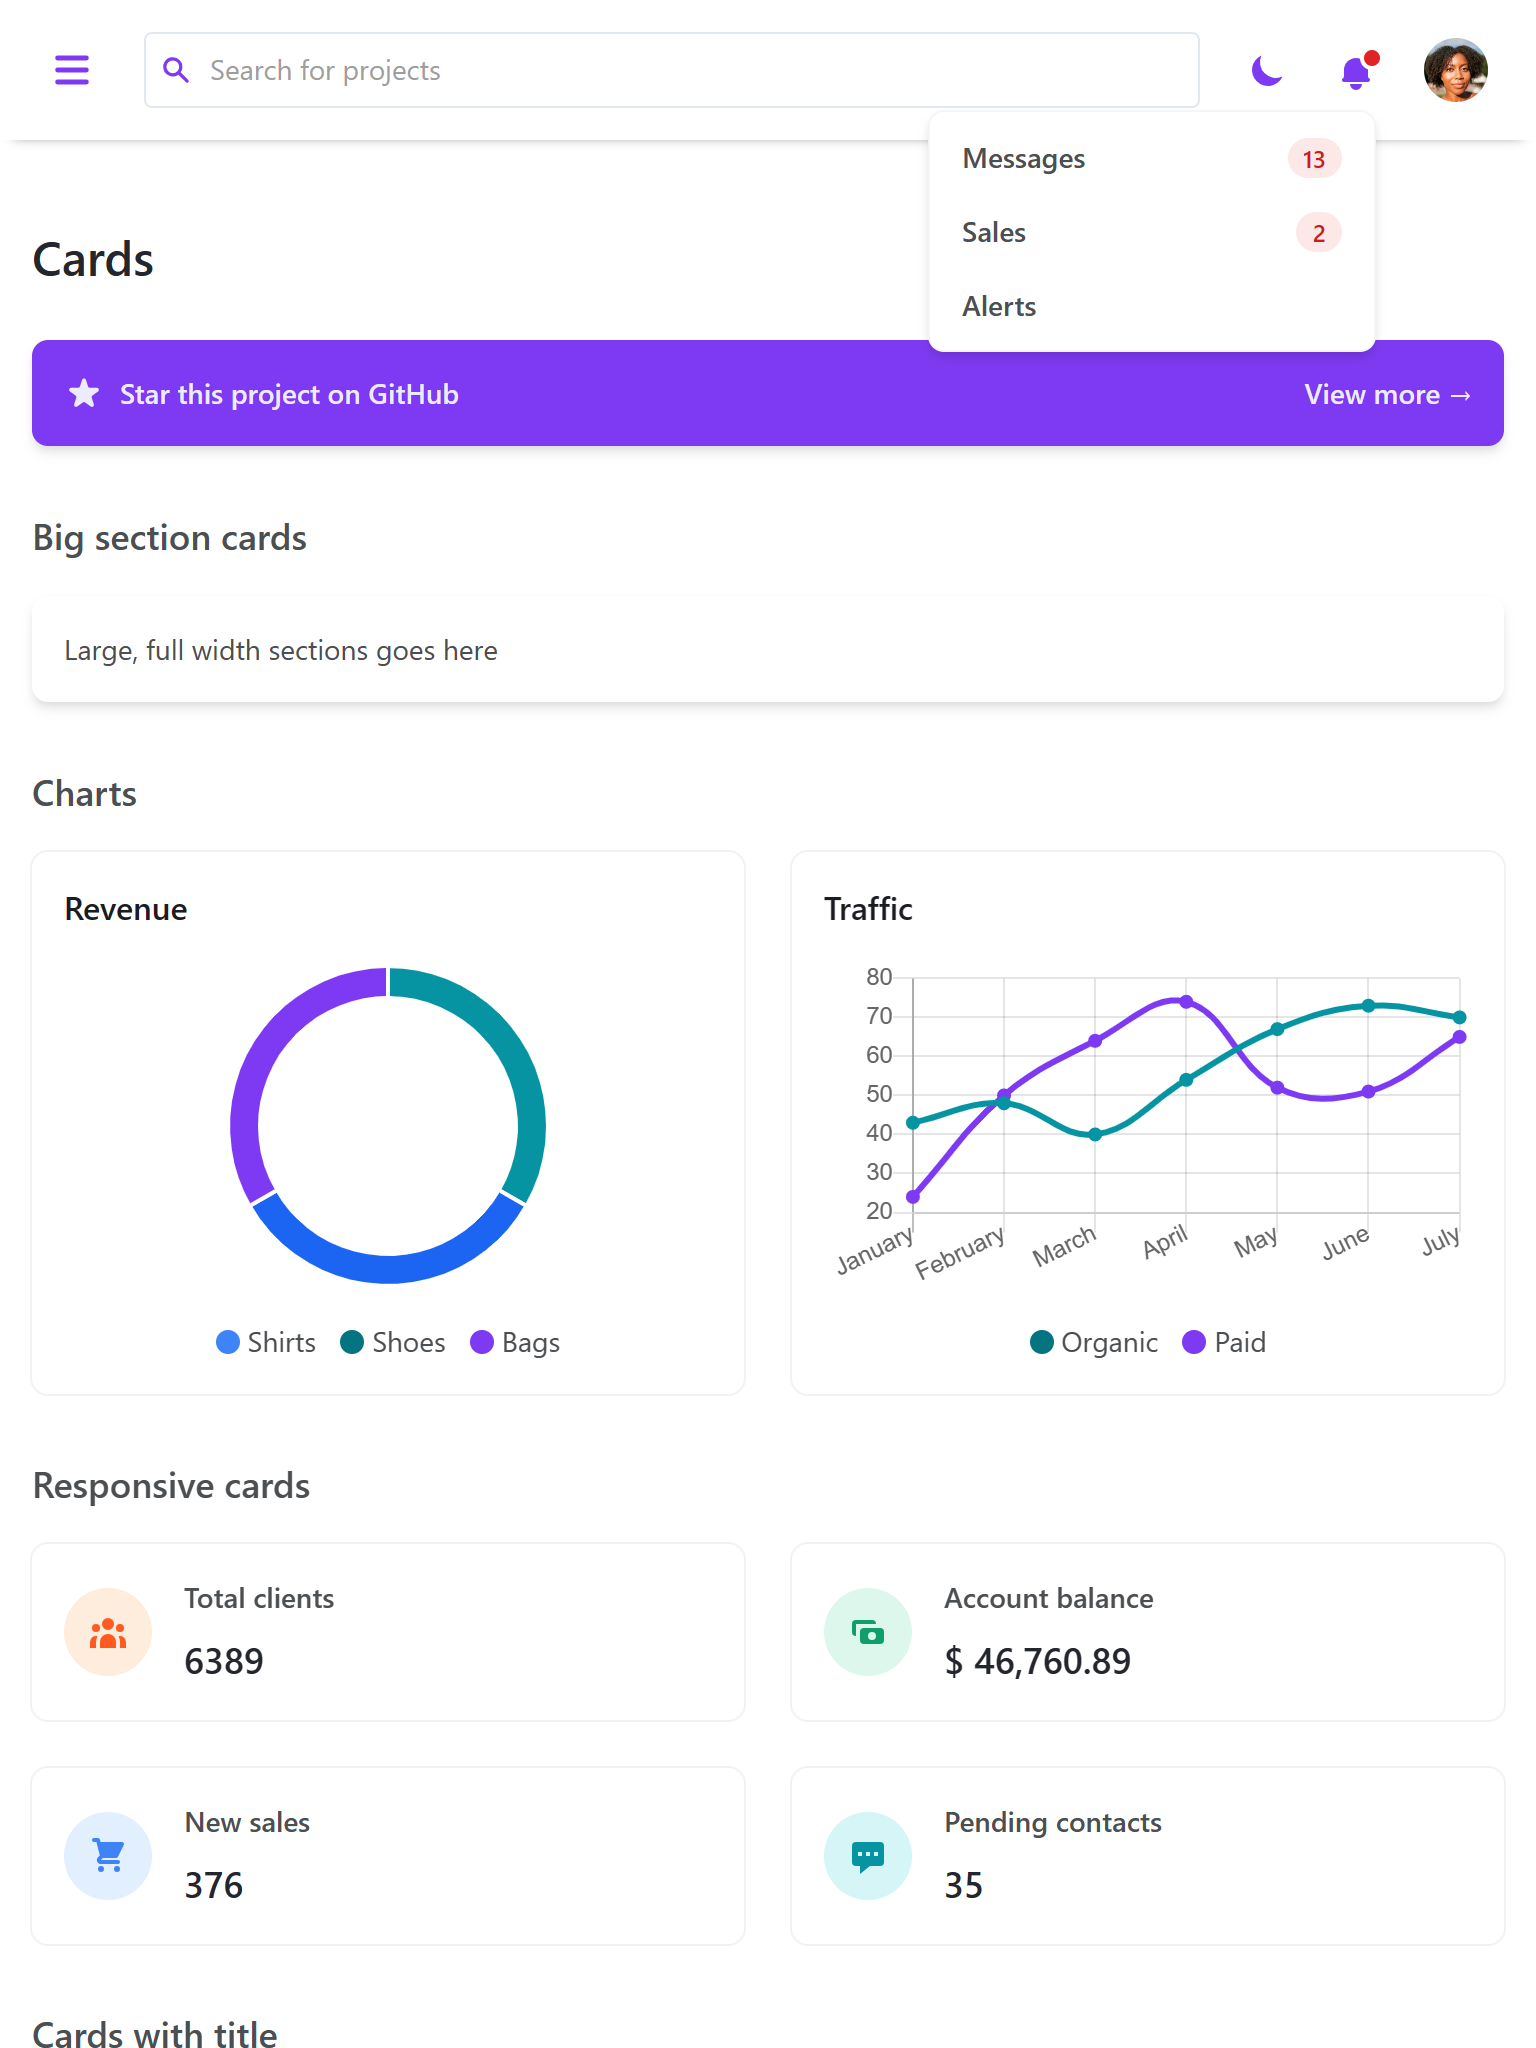 Search for projects
Messages 13
Sales 2
Alerts
Cards
Star this project on GitHub View more →
Big section cards
Large, full width sections goes here
Charts
Revenue
Shirts Shoes Bags
Traffic
80
70
60
50
40
30
20
January February March April May June July
Organic Paid
Responsive cards
Total clients
6389
Account balance
$ 46,760.89
New sales
376
Pending contacts
35
Cards with title